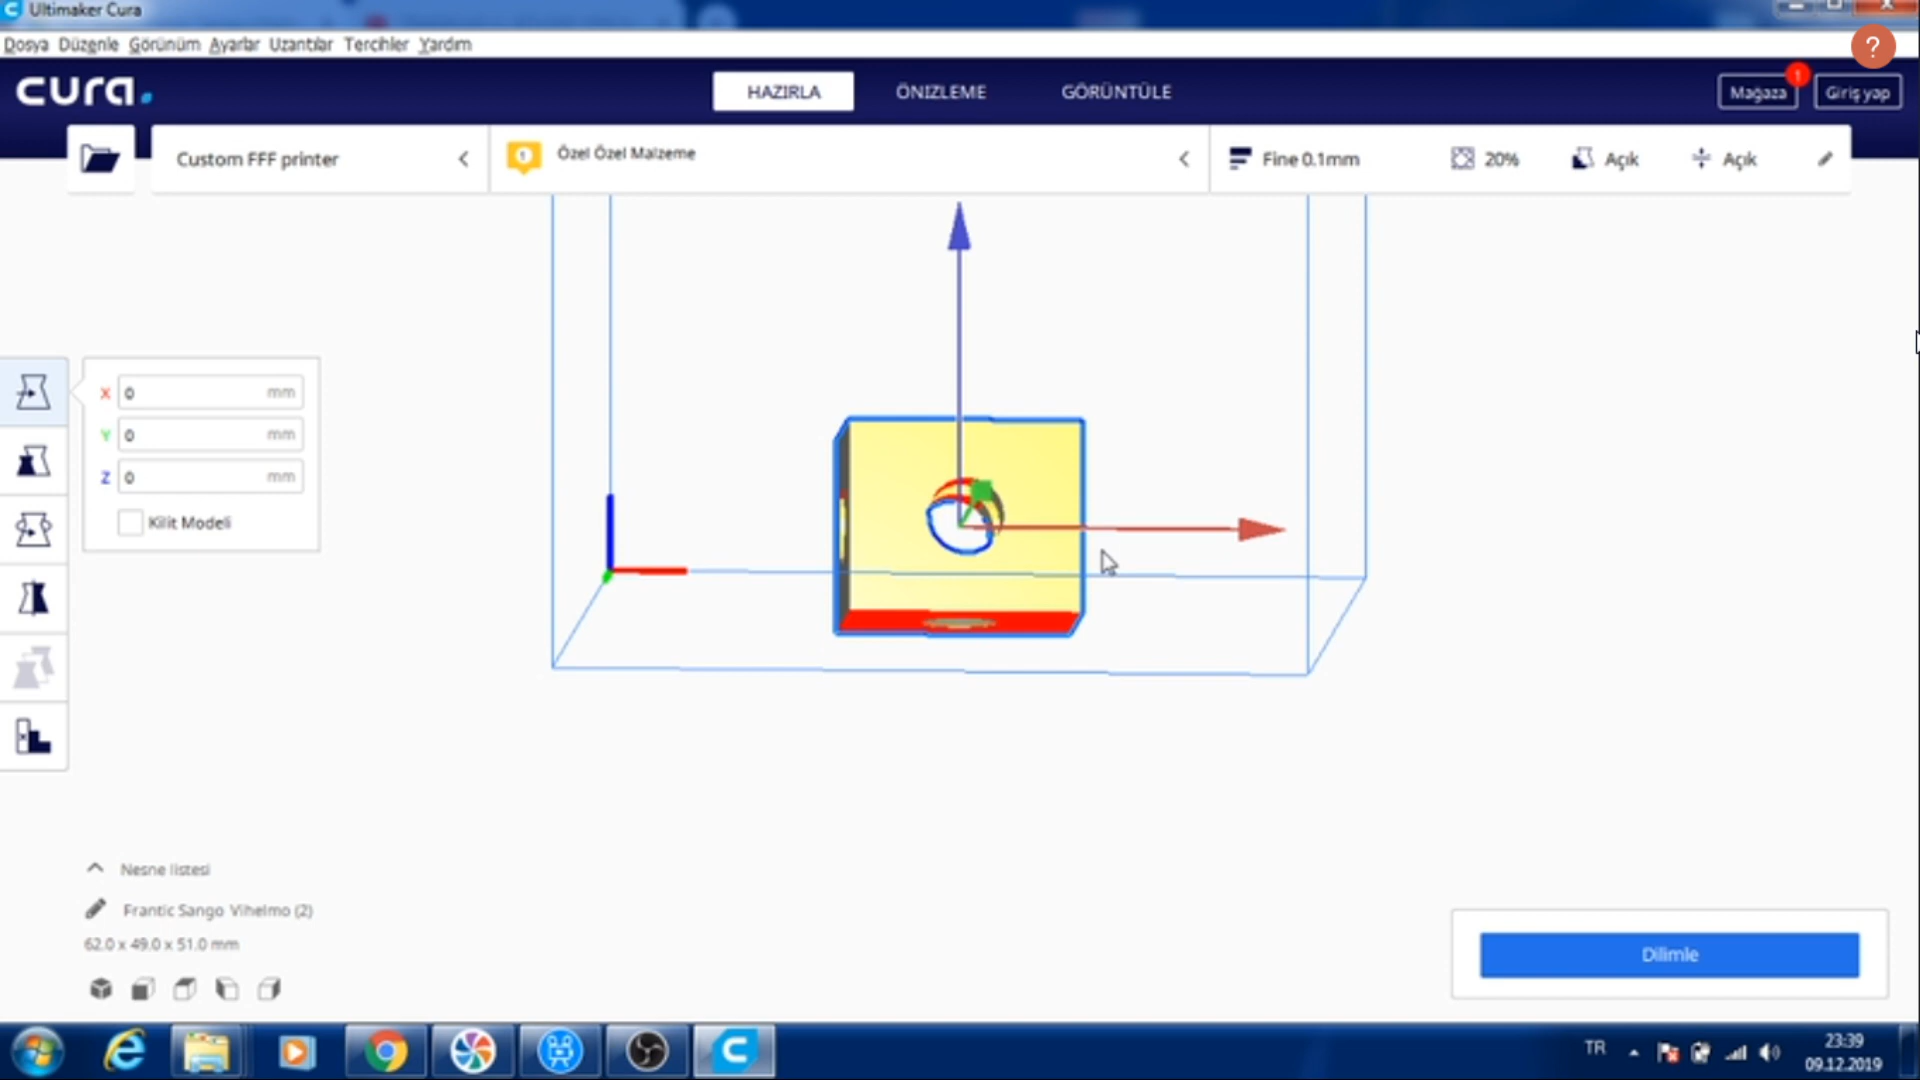 Ultimaker Cura
Dosya Düzenle Görünüm Ayarlar Uzantılar Tercihler Yardım
?
cura.
HAZIRLA ÖNIZLEME GÖRÜNTÜLE
Mağaza 1 Giriş yap
Custom FFF printer
1 Özel Özel Malzeme
Fine 0.1mm 20% Açık Açık
X 0 mm
Y 0 mm
Z 0 mm
Kilit Modeli
Nesne listesi
Frantic Sango Vihelmo (2)
62.0 x 49.0 x 51.0 mm
Dilimle
TR
23:39
09.12.2019